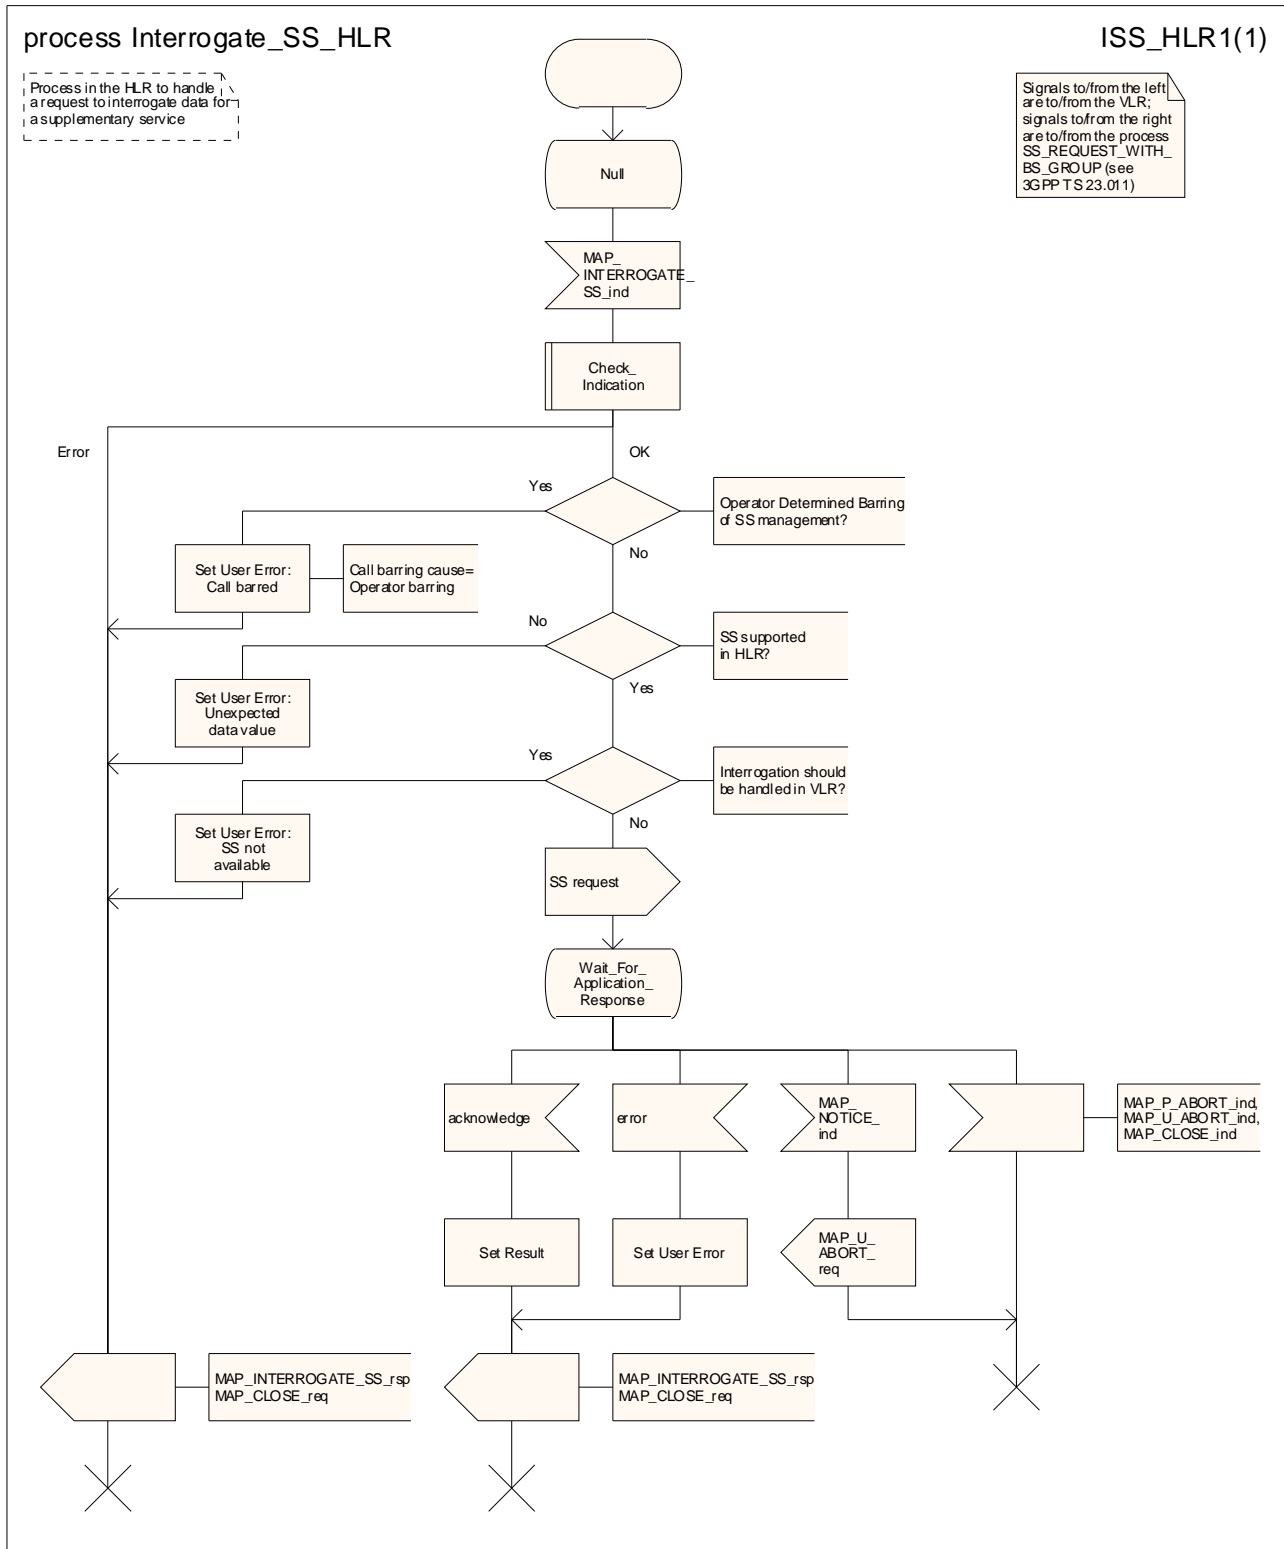 process Interrogate_SS_HLR
ISS_HLR1(1)
Process in the HLR to handle
a request to interrogate data for
a supplementary service
Signals to/from the left
are to/from the VLR;
signals to/from the right
are to/from the process
SS_REQUEST_WITH_
BS_GROUP (see
3GPP TS 23.011)
Null
MAP_
INTERROGATE_
SS_ind
Check_
Indication
Error
OK
Yes
Operator Determined Barring
of SS management?
No
Set User Error:
Call barred
Call barring cause=
Operator barring
No
SS supported
in HLR?
Yes
Set User Error:
Unexpected
data value
Yes
Interrogation should
be handled in VLR?
No
Set User Error:
SS not
available
SS request
Wait_For_
Application_
Response
acknowledge
error
MAP_
NOTICE_
ind
MAP_P_ABORT_ind,
MAP_U_ABORT_ind,
MAP_CLOSE_ind
Set Result
Set User Error
MAP_U_
ABORT_
req
MAP_INTERROGATE_SS_rsp
MAP_CLOSE_req
MAP_INTERROGATE_SS_rsp
MAP_CLOSE_req